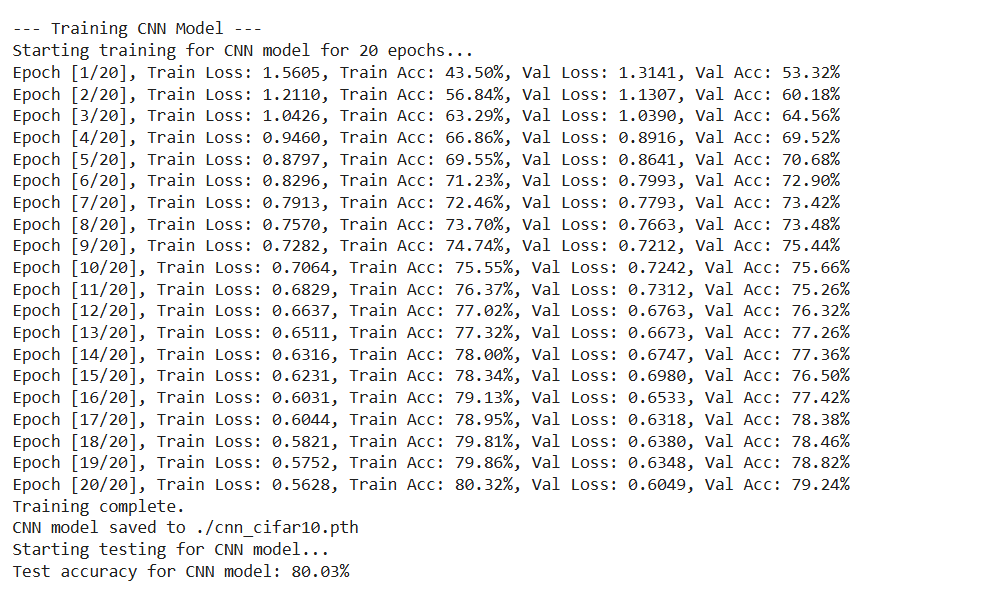 --- Training CNN Model ---
Starting training for CNN model for 20 epochs...
Epoch [1/20], Train Loss: 1.5605, Train Acc: 43.50%, Val Loss: 1.3141, Val Acc: 53.32%
Epoch [2/20], Train Loss: 1.2110, Train Acc: 56.84%, Val Loss: 1.1307, Val Acc: 60.18%
Epoch [3/20], Train Loss: 1.0426, Train Acc: 63.29%, Val Loss: 1.0390, Val Acc: 64.56%
Epoch [4/20], Train Loss: 0.9460, Train Acc: 66.86%, Val Loss: 0.8916, Val Acc: 69.52%
Epoch [5/20], Train Loss: 0.8797, Train Acc: 69.55%, Val Loss: 0.8641, Val Acc: 70.68%
Epoch [6/20], Train Loss: 0.8296, Train Acc: 71.23%, Val Loss: 0.7993, Val Acc: 72.90%
Epoch [7/20], Train Loss: 0.7913, Train Acc: 72.46%, Val Loss: 0.7793, Val Acc: 73.42%
Epoch [8/20], Train Loss: 0.7570, Train Acc: 73.70%, Val Loss: 0.7663, Val Acc: 73.48%
Epoch [9/20], Train Loss: 0.7282, Train Acc: 74.74%, Val Loss: 0.7212, Val Acc: 75.44%
Epoch [10/20], Train Loss: 0.7064, Train Acc: 75.55%, Val Loss: 0.7242, Val Acc: 75.66%
Epoch [11/20], Train Loss: 0.6829, Train Acc: 76.37%, Val Loss: 0.7312, Val Acc: 75.26%
Epoch [12/20], Train Loss: 0.6637, Train Acc: 77.02%, Val Loss: 0.6763, Val Acc: 76.32%
Epoch [13/20], Train Loss: 0.6511, Train Acc: 77.32%, Val Loss: 0.6673, Val Acc: 77.26%
Epoch [14/20], Train Loss: 0.6316, Train Acc: 78.00%, Val Loss: 0.6747, Val Acc: 77.36%
Epoch [15/20], Train Loss: 0.6231, Train Acc: 78.34%, Val Loss: 0.6980, Val Acc: 76.50%
Epoch [16/20], Train Loss: 0.6031, Train Acc: 79.13%, Val Loss: 0.6533, Val Acc: 77.42%
Epoch [17/20], Train Loss: 0.6044, Train Acc: 78.95%, Val Loss: 0.6318, Val Acc: 78.38%
Epoch [18/20], Train Loss: 0.5821, Train Acc: 79.81%, Val Loss: 0.6380, Val Acc: 78.46%
Epoch [19/20], Train Loss: 0.5752, Train Acc: 79.86%, Val Loss: 0.6348, Val Acc: 78.82%
Epoch [20/20], Train Loss: 0.5628, Train Acc: 80.32%, Val Loss: 0.6049, Val Acc: 79.24%
Training complete.
CNN model saved to ./cnn_cifar10.pth
Starting testing for CNN model...
Test accuracy for CNN model: 80.03%